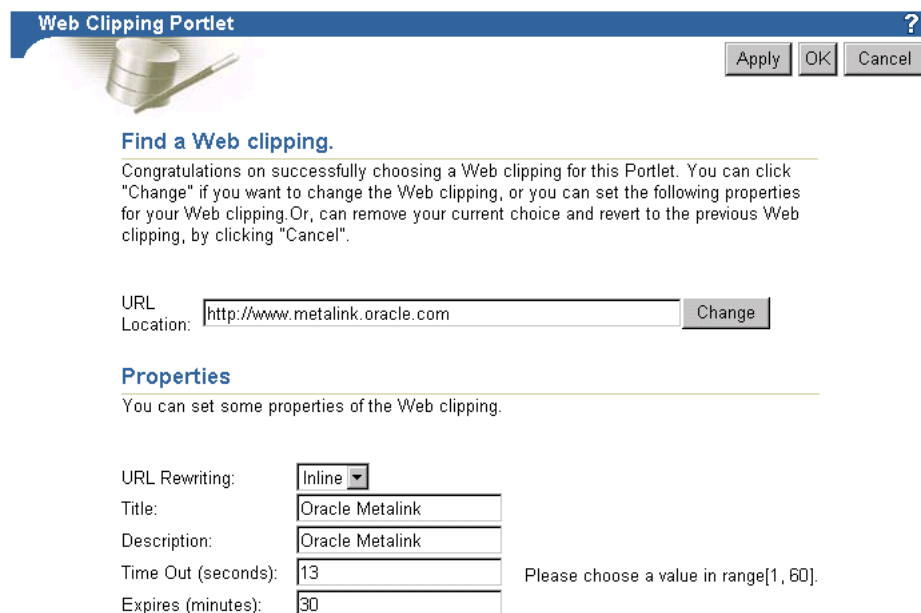 Web Clipping Portlet ?
Apply OK Cancel
Find a Web clipping.
Congratulations on successfully choosing a Web clipping for this Portlet. You can click
"Change" if you want to change the Web clipping, or you can set the following properties
for your Web clipping.Or, can remove your current choice and revert to the previous Web
clipping, by clicking "Cancel".
URL
Location: http://www.metalink.oracle.com Change
Properties
You can set some properties of the Web clipping.
URL Rewriting: Inline
Title: Oracle Metalink
Description: Oracle Metalink
Time Out (seconds): 13 Please choose a value in range[1, 60].
Expires (minutes): 30